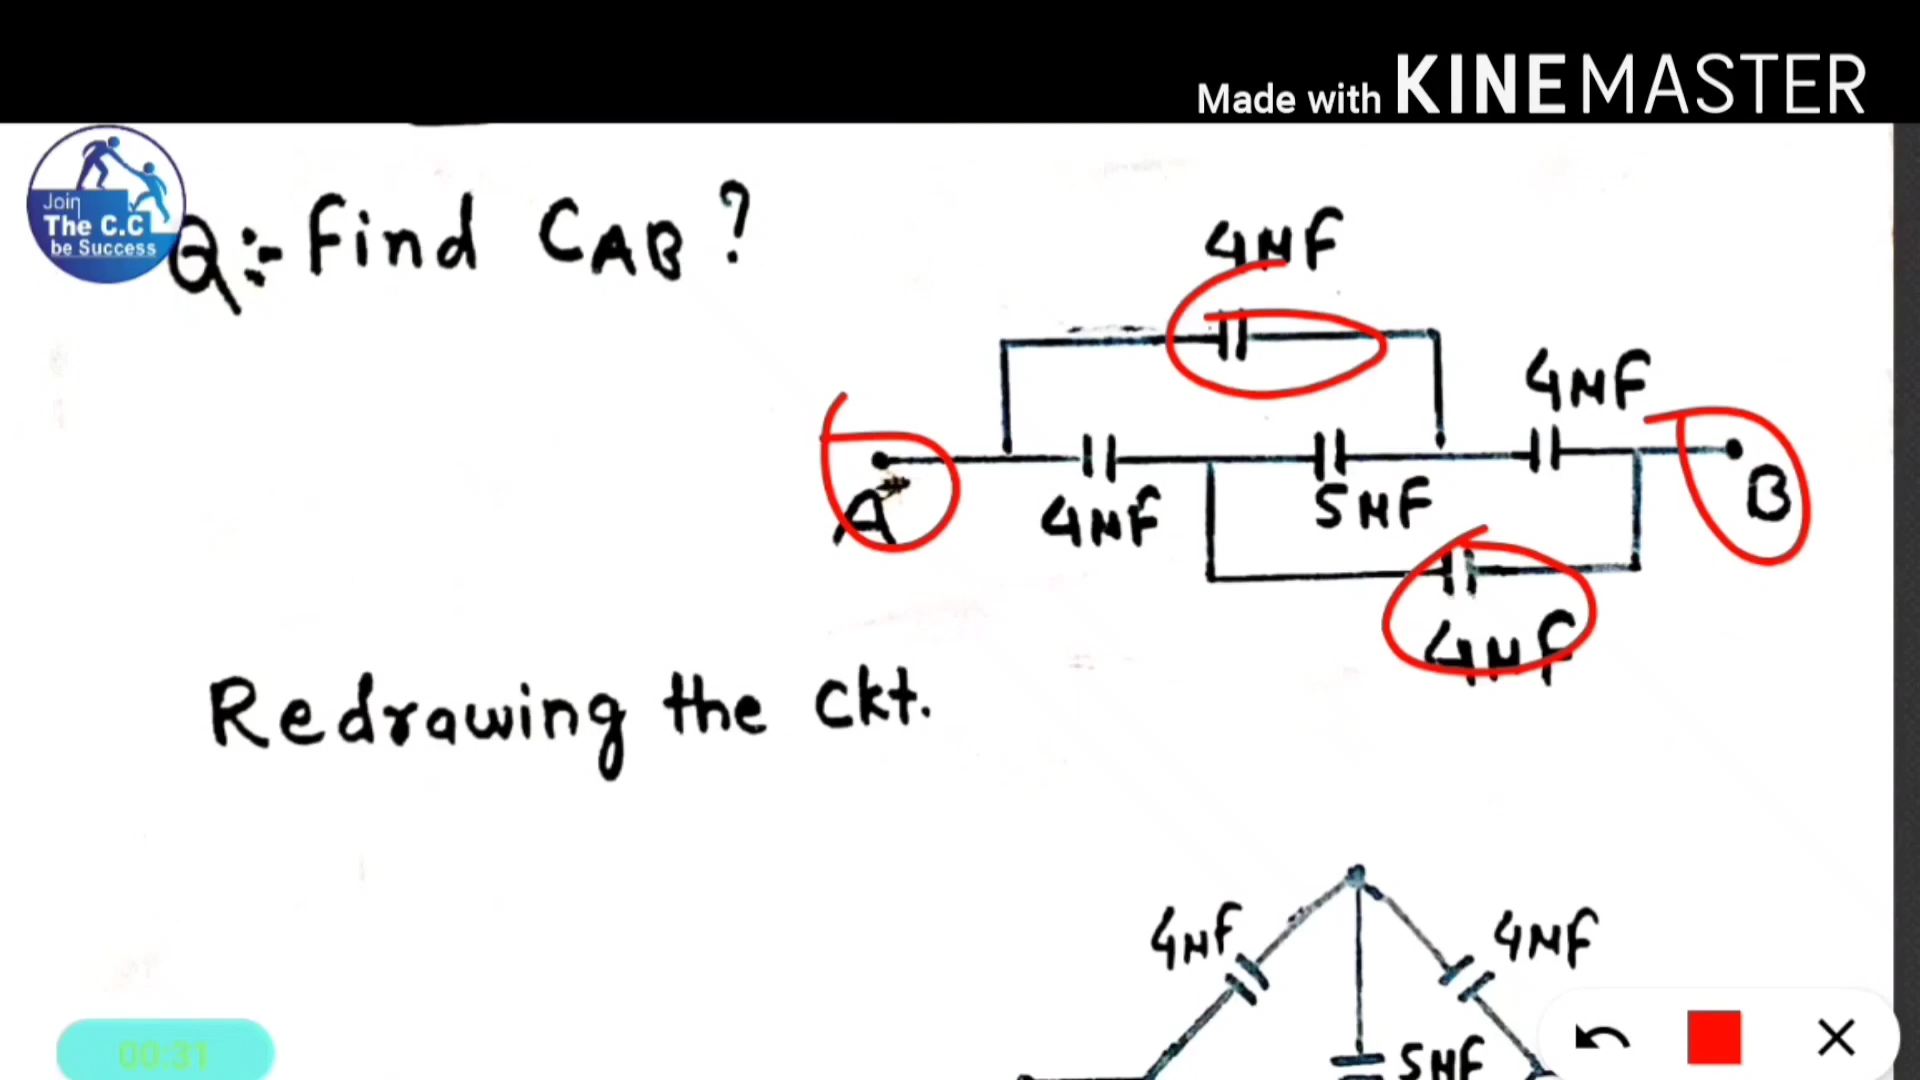 Made with KINEMASTER
Join
The C.C
be Success
Q:- Find CAB ?
4μF
4μF
A
4μF
5μF
B
4μF
Redrawing the ckt.
4μF
4μF
5μF
00:31